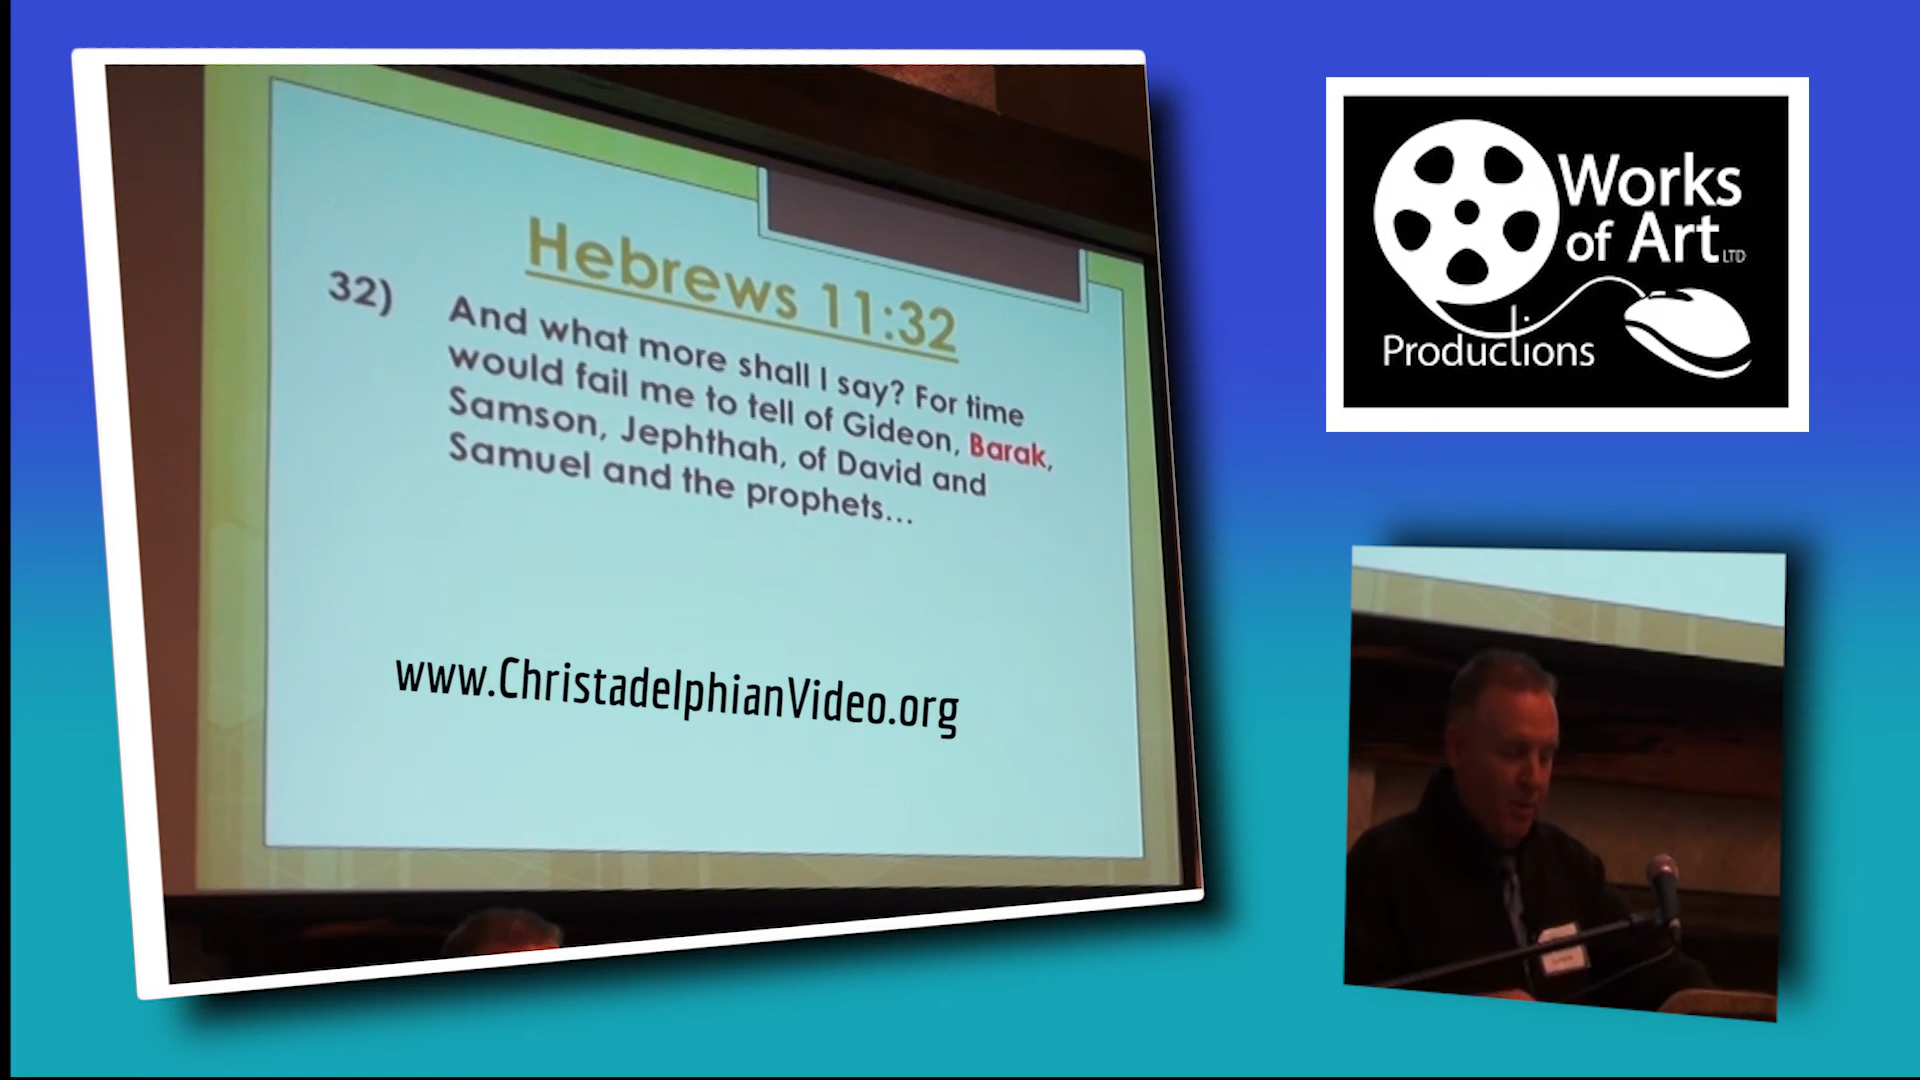 Hebrews 11:32
32) And what more shall I say? For time
would fail me to tell of Gideon, Barak,
Samson, Jephthah, of David and
Samuel and the prophets...
www.ChristadelphianVideo.org
Works
of Art LTD
Productions